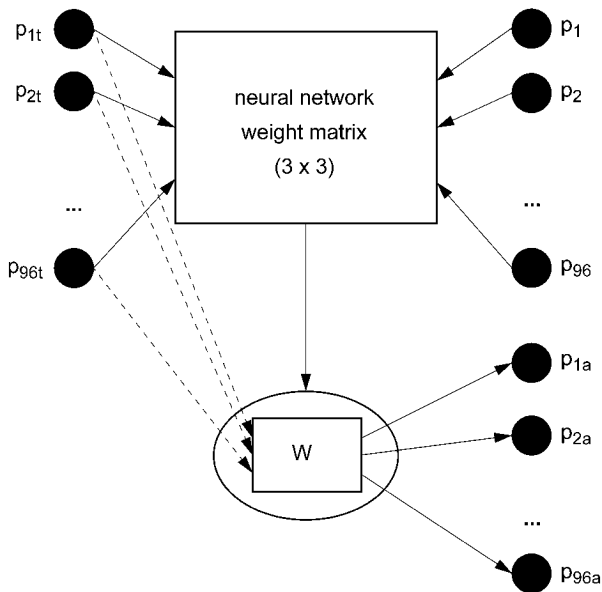 p1t
p2t
...
p96t
neural network
weight matrix
(3 x 3)
p1
p2
...
p96
W
p1a
p2a
...
p96a